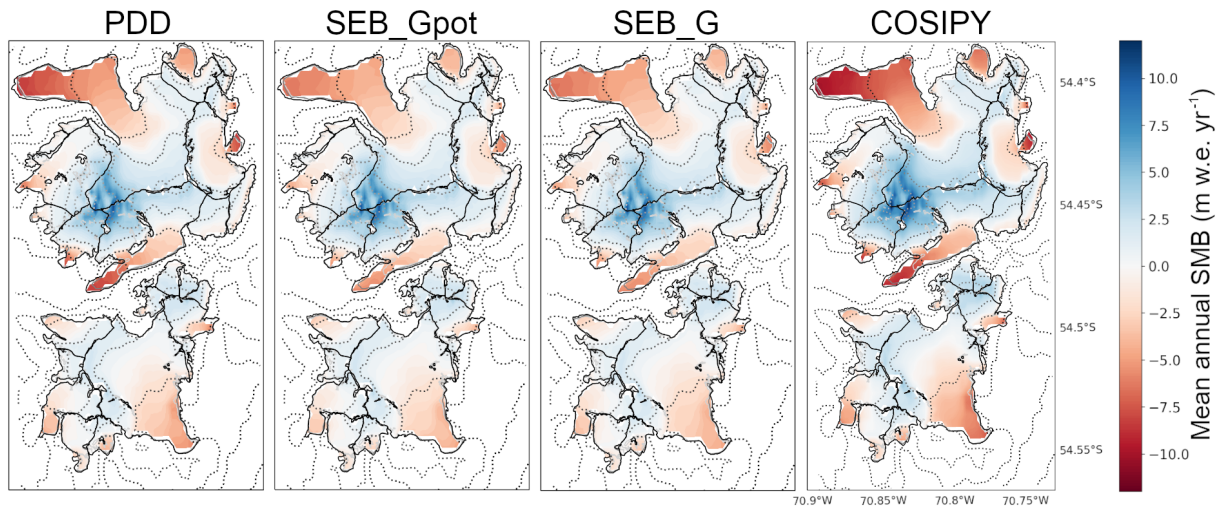 PDD SEB_Gpot SEB_G COSIPY
54.4°S
54.45°S
54.5°S
54.55°S
70.9°W 70.85°W 70.8°W 70.75°W
10.0
7.5
5.0
2.5
0.0
−2.5
−5.0
−7.5
−10.0
Mean annual SMB (m w.e. yr⁻¹)